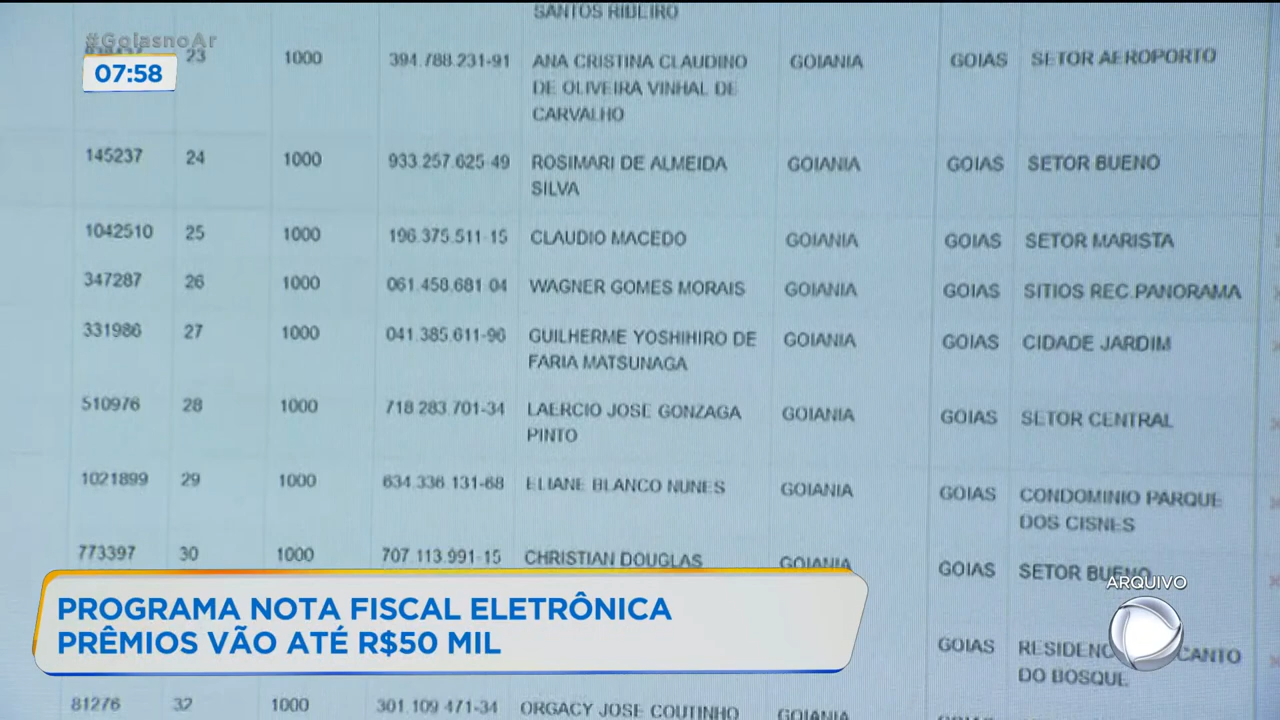 SANTOS RIBEIRO
#GoiásnoAr
07:58
23 1000 394.788.231-91 ANA CRISTINA CLAUDINO GOIANIA GOIAS SETOR AEROPORTO
DE OLIVEIRA VINHAL DE
CARVALHO
145237 24 1000 933.257.625-49 ROSIMARI DE ALMEIDA GOIANIA GOIAS SETOR BUENO
SILVA
1042510 25 1000 196.375.511-15 CLAUDIO MACEDO GOIANIA GOIAS SETOR MARISTA
347287 26 1000 061.458.681-04 WAGNER GOMES MORAIS GOIANIA GOIAS SITIOS REC.PANORAMA
331986 27 1000 041.385.611-96 GUILHERME YOSHIHIRO DE GOIANIA GOIAS CIDADE JARDIM
FARIA MATSUNAGA
510976 28 1000 718.283.701-34 LAERCIO JOSE GONZAGA GOIANIA GOIAS SETOR CENTRAL
PINTO
1021899 29 1000 634.336.131-68 ELIANE BLANCO NUNES GOIANIA GOIAS CONDOMINIO PARQUE
DOS CISNES
773397 30 1000 707.113.991-15 CHRISTIAN DOUGLAS GOIANIA GOIAS SETOR BUENO
ARQUIVO
PROGRAMA NOTA FISCAL ELETRÔNICA
PRÊMIOS VÃO ATÉ R$50 MIL
GOIAS
DO BOSQUE
81276 32 1000 301.109.471-34 ORGACY JOSE COUTINHO GOIANIA